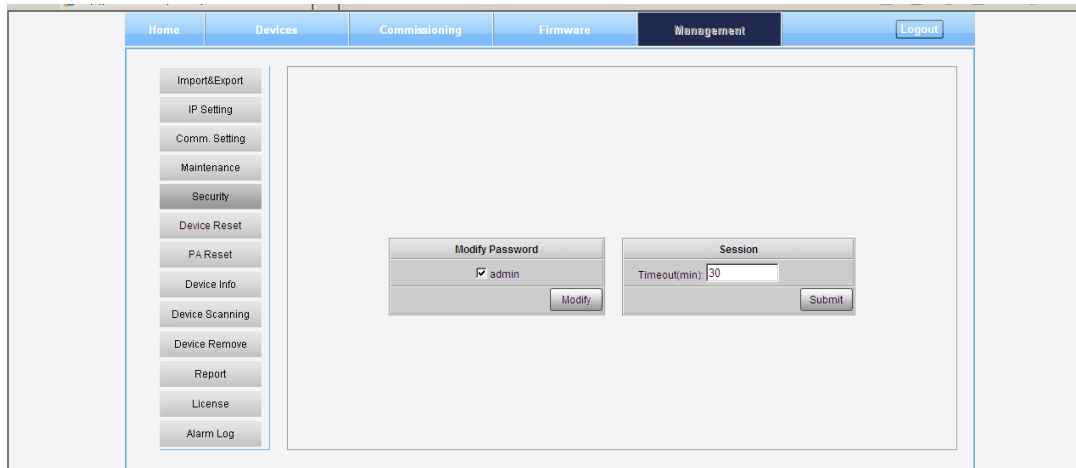 Home Devices Commissioning Firmware Management Logout
Import&Export
IP Setting
Comm. Setting
Maintenance
Security
Device Reset
PA Reset
Device Info
Device Scanning
Device Remove
Report
License
Alarm Log
Modify Password
admin
Modify
Session
Timeout(min): 30
Submit